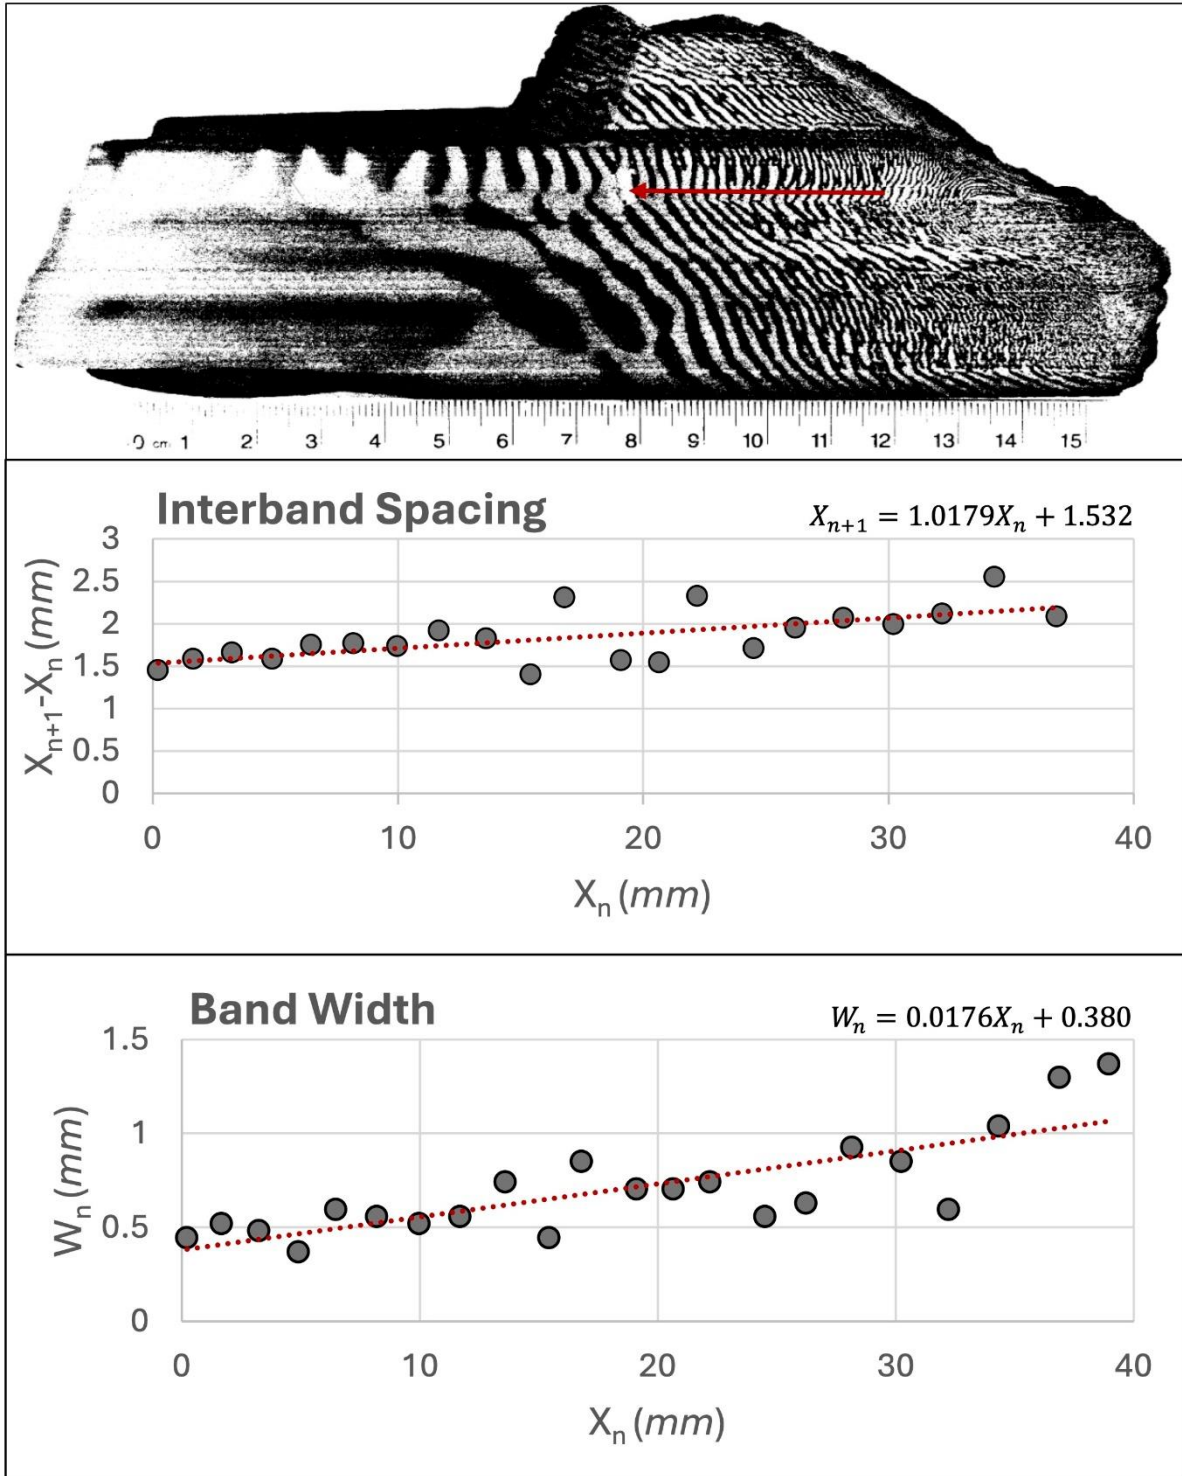 0 cm 1 2 3 4 5 6 7 8 9 10 11 12 13 14 15
Interband Spacing
X_{n+1} = 1.0179X_n + 1.532
3
2.5
2
1.5
1
0.5
0
X_{n+1}-X_n (mm)
0 10 20 30 40
X_n (mm)
Band Width
W_n = 0.0176X_n + 0.380
1.5
1
0.5
0
W_n (mm)
0 10 20 30 40
X_n (mm)